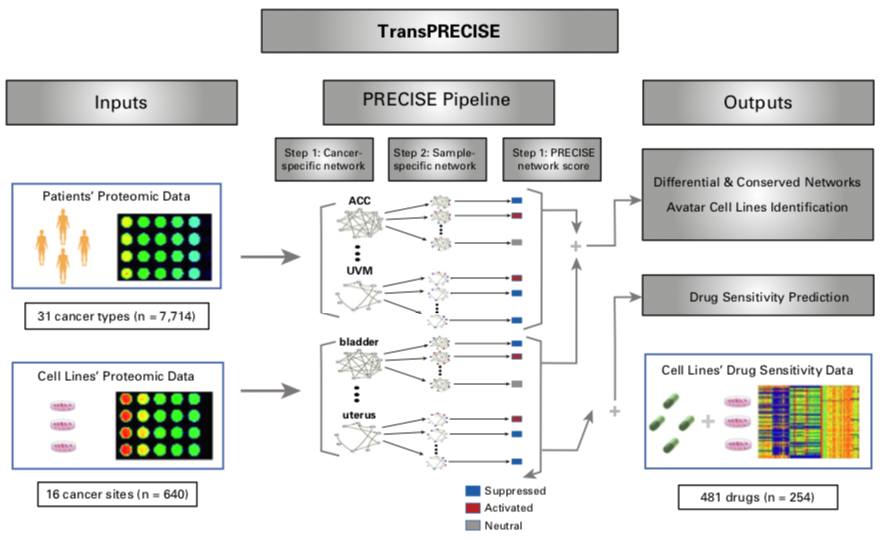 TransPRECISE
Inputs
PRECISE Pipeline
Outputs
Step 1: Cancer-
specific network
Step 2: Sample-
specific network
Step 1: PRECISE
network score
Patients' Proteomic Data
31 cancer types (n = 7,714)
Cell Lines' Proteomic Data
16 cancer sites (n = 640)
ACC
UVM
bladder
uterus
Suppressed
Activated
Neutral
+
+
Differential & Conserved Networks
Avatar Cell Lines Identification
Drug Sensitivity Prediction
Cell Lines' Drug Sensitivity Data
+
481 drugs (n = 254)